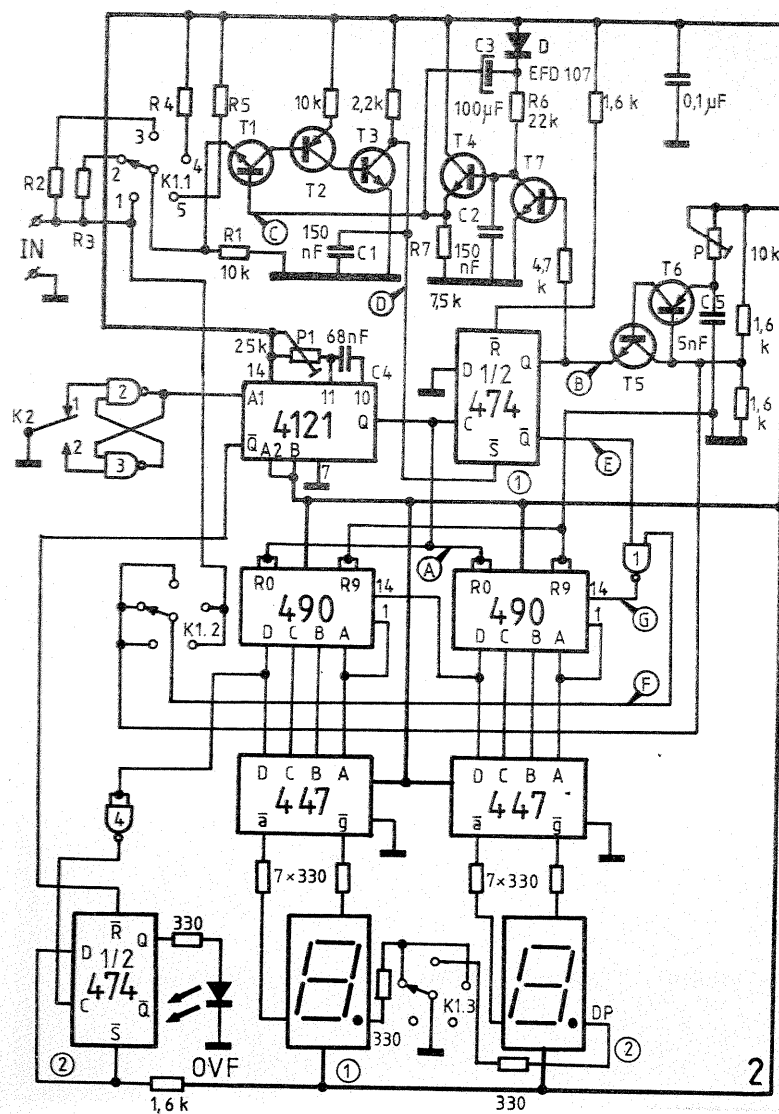 C3
D
EFD 107
R4
R5
T1
10k
2,2k
T3
T4
100µF
R6
22k
T7
1,6 k
0,1µF
3
R2
2
4
K1.1
T2
1
5
C
150
nF
C1
C2
R3
IN
R1
10k
R7
150
nF
4,7
k
P
10k
T6
C5
D
7,5 k
5nF
1,6
k
25k
P1
68nF
C4
R̅
D
Q
1/2
474
C
Q̅
S̅
B
T5
1,6
k
14
11
10
K2
1
2
2
3
A1
4121
Q
Q̅
A2
B
7
E
1
1
R0
R9
490
D
C
B
A
14
1
A
R0
R9
490
D
C
B
A
14
1
G
K1.2
F
D
C
B
A
447
a̅
g̅
D
C
B
A
447
a̅
g̅
4
7×330
7×330
R̅
D
Q
1/2
474
C
Q̅
S̅
330
OVF
330
K1.3
DP
2
1
2
1,6 k
330
2